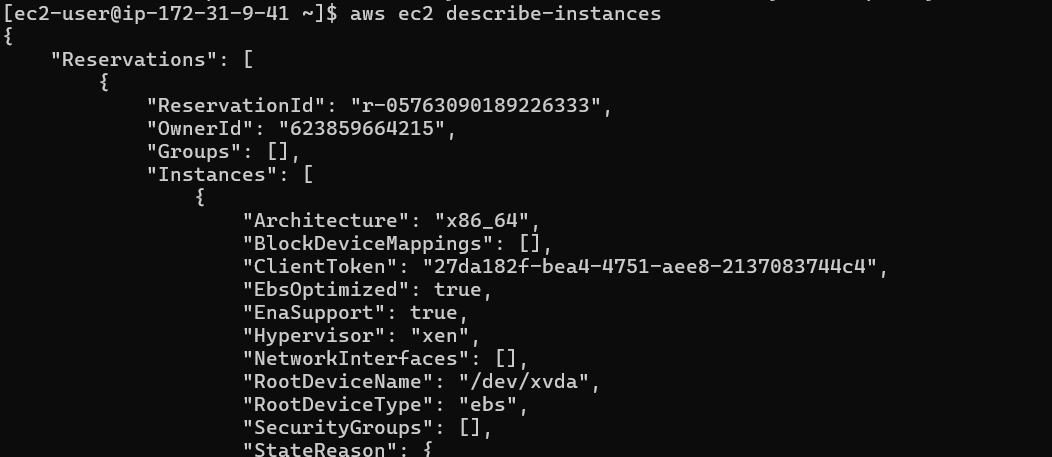 [ec2-user@ip-172-31-9-41 ~]$ aws ec2 describe-instances
{
    "Reservations": [
        {
            "ReservationId": "r-05763090189226333",
            "OwnerId": "623859664215",
            "Groups": [],
            "Instances": [
                {
                    "Architecture": "x86_64",
                    "BlockDeviceMappings": [],
                    "ClientToken": "27da182f-bea4-4751-aee8-2137083744c4",
                    "EbsOptimized": true,
                    "EnaSupport": true,
                    "Hypervisor": "xen",
                    "NetworkInterfaces": [],
                    "RootDeviceName": "/dev/xvda",
                    "RootDeviceType": "ebs",
                    "SecurityGroups": [],
                    "StateReason": {